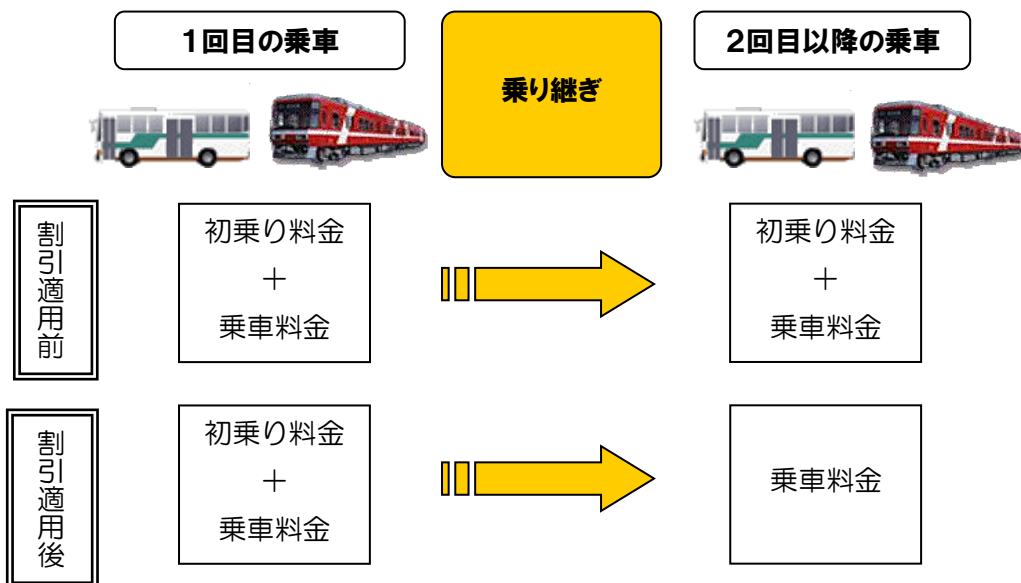 1回目の乗車
乗り継ぎ
2回目以降の乗車
割引適用前
初乗り料金
＋
乗車料金
初乗り料金
＋
乗車料金
割引適用後
初乗り料金
＋
乗車料金
乗車料金